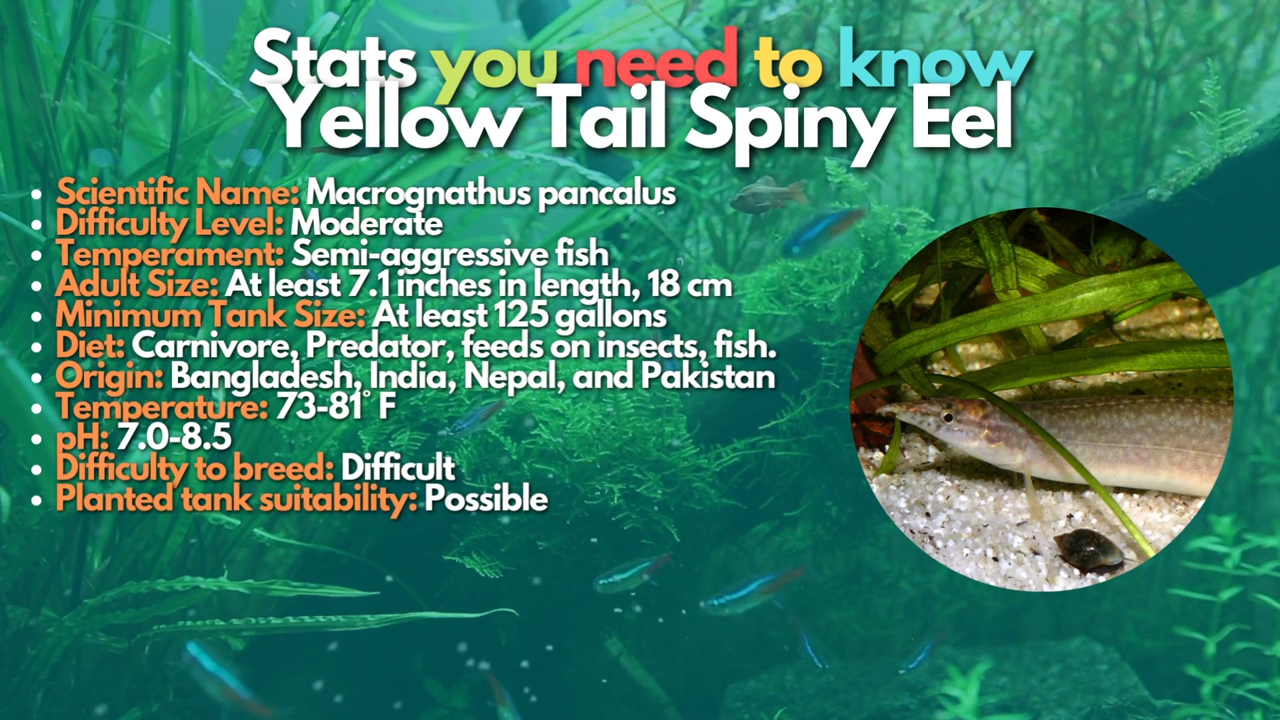 Stats you need to know
Yellow Tail Spiny Eel
• Scientific Name: Macrognathus pancalus
• Difficulty Level: Moderate
• Temperament: Semi-aggressive fish
• Adult Size: At least 7.1 inches in length, 18 cm
• Minimum Tank Size: At least 125 gallons
• Diet: Carnivore, Predator, feeds on insects, fish.
• Origin: Bangladesh, India, Nepal, and Pakistan
• Temperature: 73-81° F
• pH: 7.0-8.5
• Difficulty to breed: Difficult
• Planted tank suitability: Possible